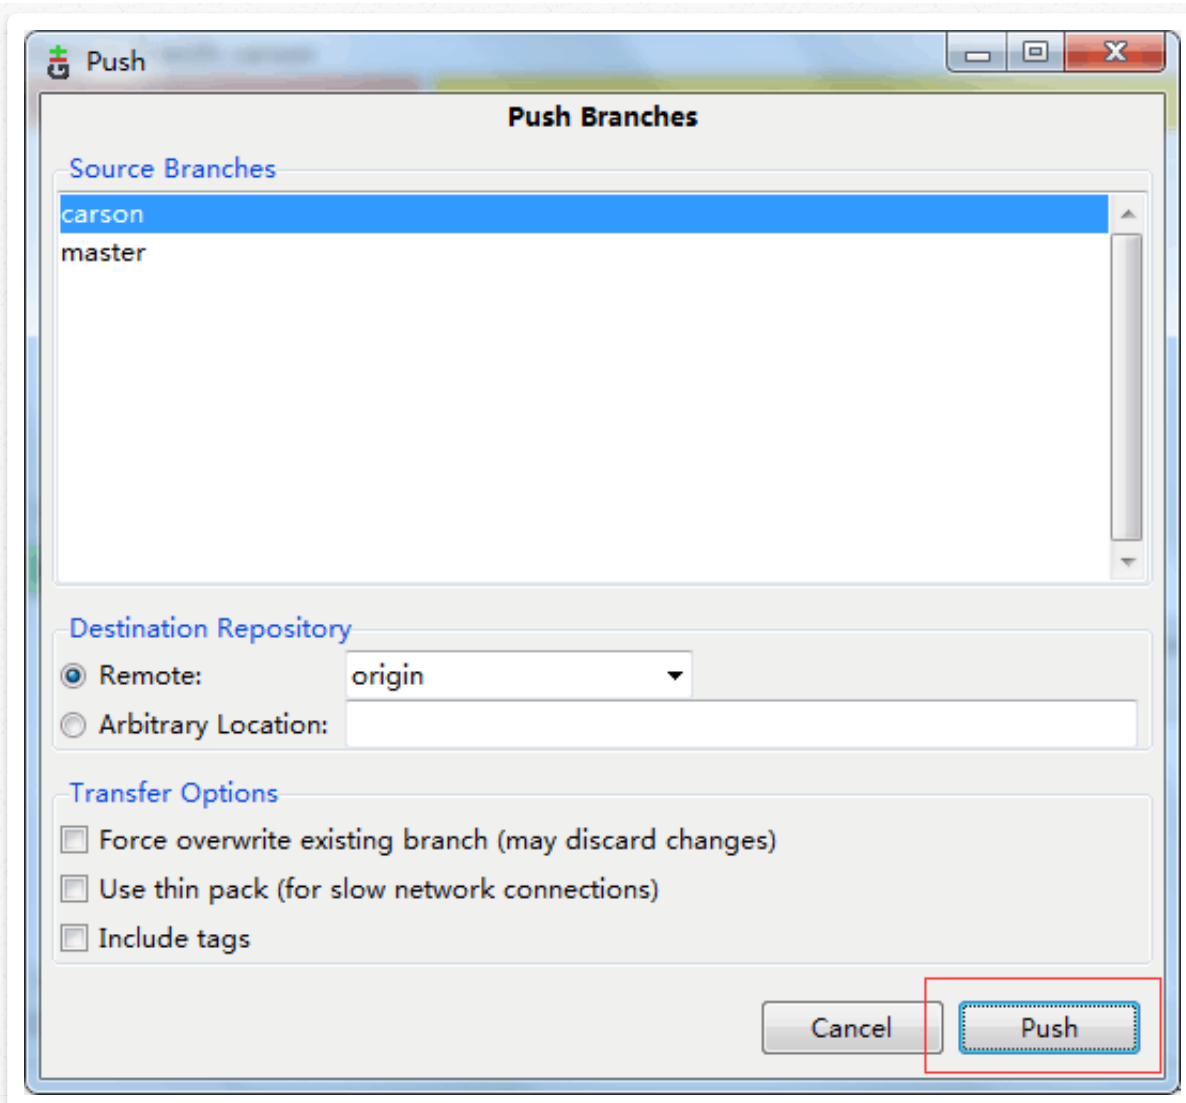 Push
Push Branches
Source Branches
carson
master
Destination Repository
Remote: origin
Arbitrary Location:
Transfer Options
Force overwrite existing branch (may discard changes)
Use thin pack (for slow network connections)
Include tags
Cancel Push